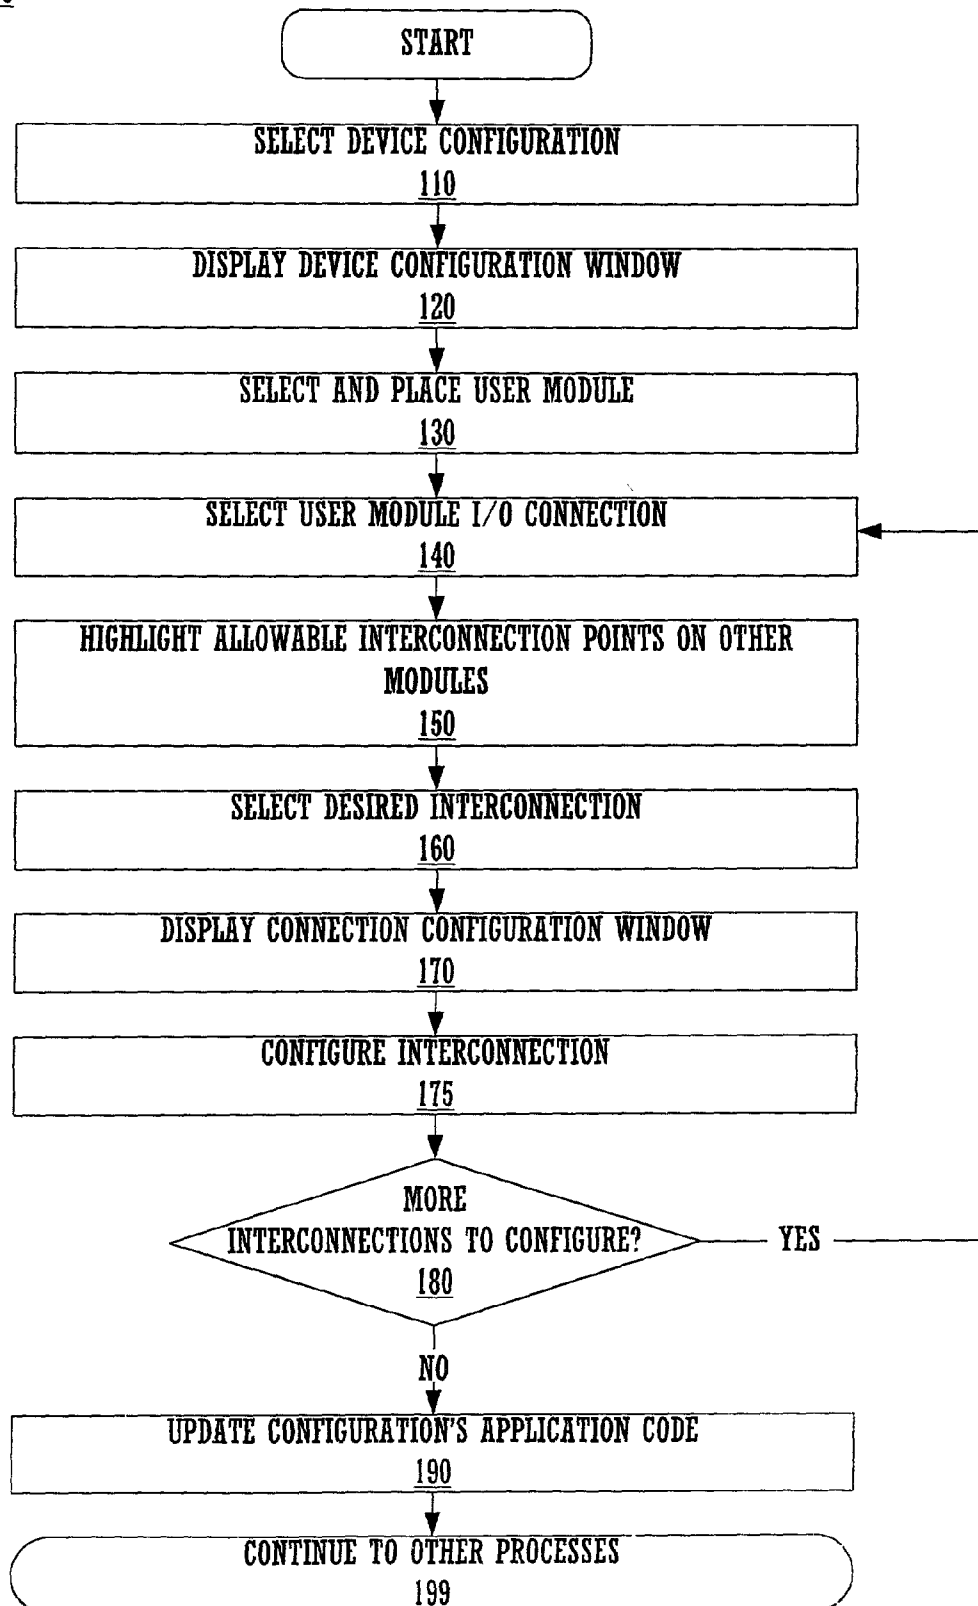 START
SELECT DEVICE CONFIGURATION
110
DISPLAY DEVICE CONFIGURATION WINDOW
120
SELECT AND PLACE USER MODULE
130
SELECT USER MODULE I/O CONNECTION
140
HIGHLIGHT ALLOWABLE INTERCONNECTION POINTS ON OTHER
MODULES
150
SELECT DESIRED INTERCONNECTION
160
DISPLAY CONNECTION CONFIGURATION WINDOW
170
CONFIGURE INTERCONNECTION
175
MORE
INTERCONNECTIONS TO CONFIGURE?
180
YES
NO
UPDATE CONFIGURATION'S APPLICATION CODE
190
CONTINUE TO OTHER PROCESSES
199